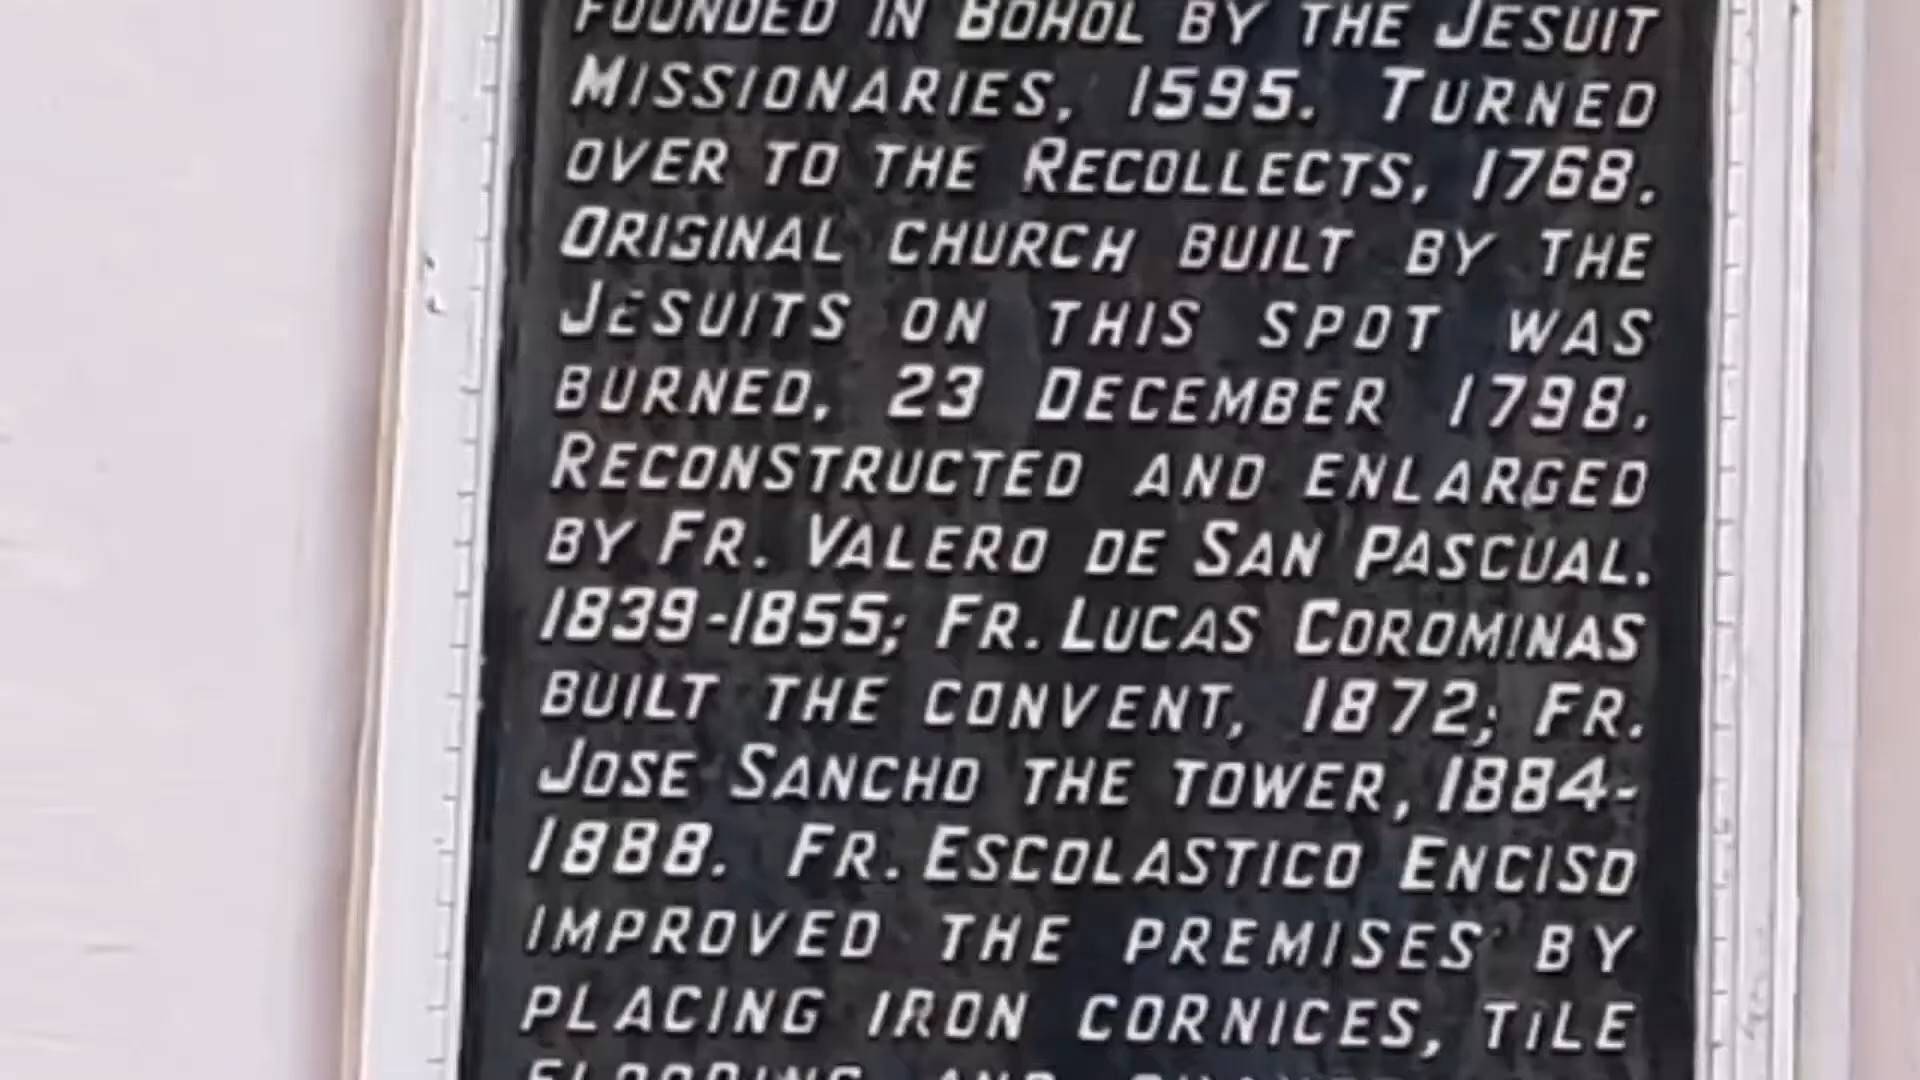 FOUNDED IN BOHOL BY THE JESUIT
MISSIONARIES, 1595. TURNED
OVER TO THE RECOLLECTS, 1768.
ORIGINAL CHURCH BUILT BY THE
JESUITS ON THIS SPOT WAS
BURNED, 23 DECEMBER 1798.
RECONSTRUCTED AND ENLARGED
BY FR. VALERO DE SAN PASCUAL.
1839-1855; FR. LUCAS COROMINAS
BUILT THE CONVENT, 1872; FR.
JOSE SANCHO THE TOWER, 1884-
1888. FR. ESCOLASTICO ENCISO
IMPROVED THE PREMISES BY
PLACING IRON CORNICES, TILE
FLOORING AND